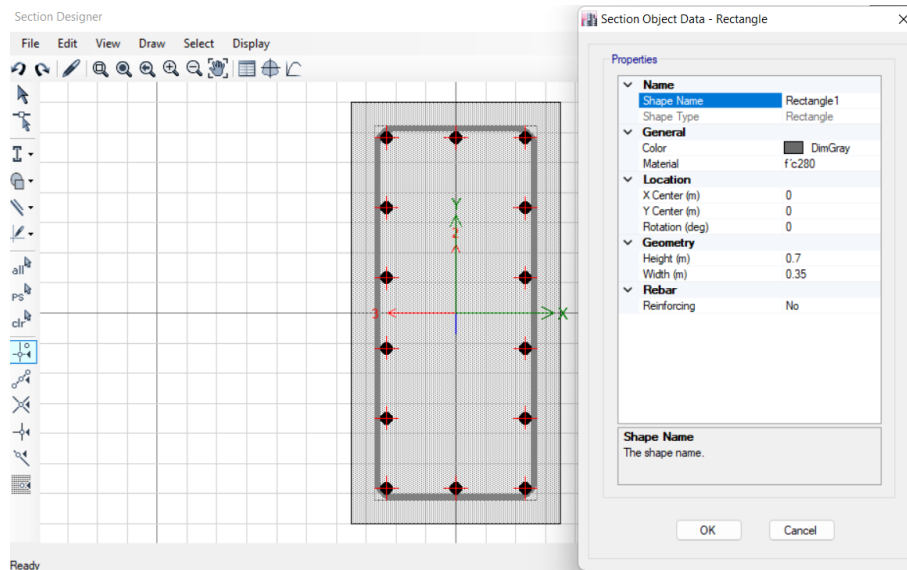 Section Designer
File Edit View Draw Select Display
all
ps
clr
Y
2
3
X
Ready
Section Object Data - Rectangle
Properties
Name
Shape Name Rectangle1
Shape Type Rectangle
General
Color DimGray
Material f´c280
Location
X Center (m) 0
Y Center (m) 0
Rotation (deg) 0
Geometry
Height (m) 0.7
Width (m) 0.35
Rebar
Reinforcing No
Shape Name
The shape name.
OK Cancel